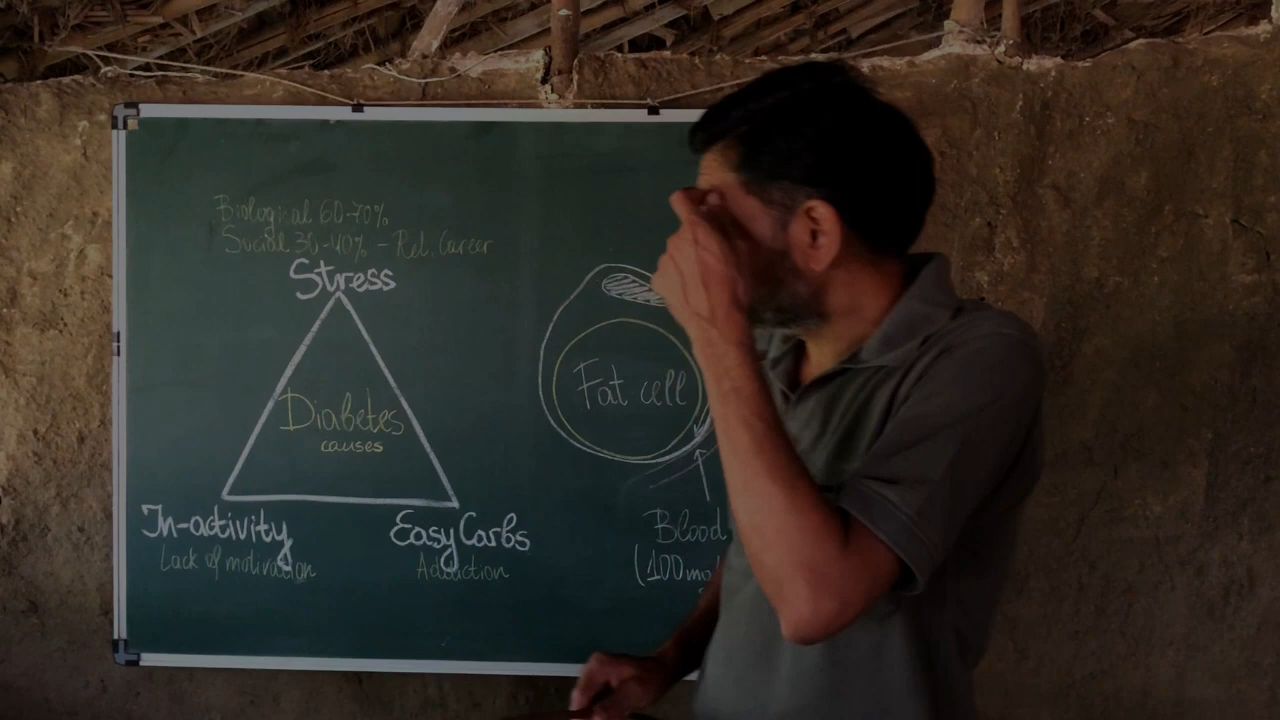 Biological 60-70%
Social 30-40% - Rel. Career
Stress
Diabetes
causes
In-activity
Lack of motivation
Easy Carbs
Addiction
Fat cell
Blood
(100